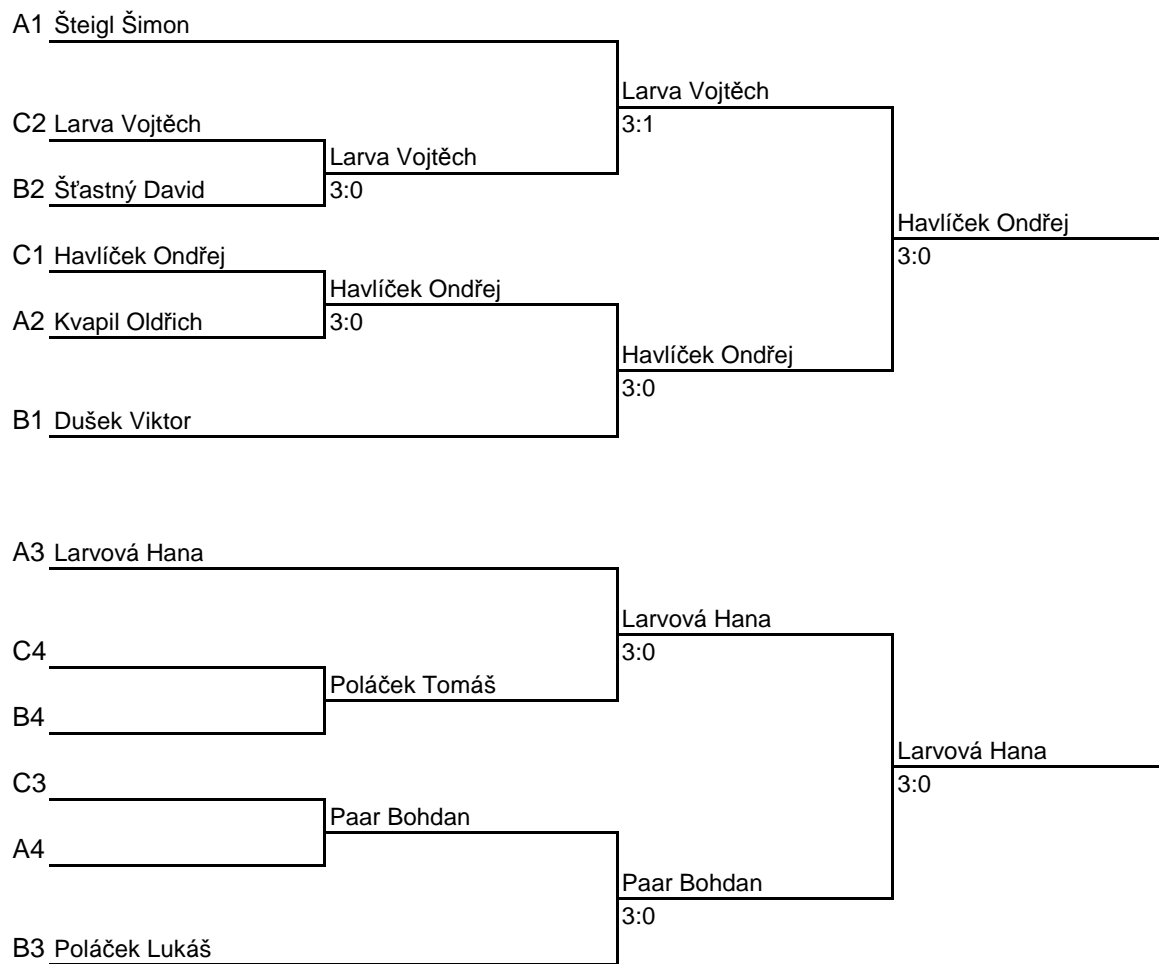 A1 Šteigl Šimon
Larva Vojtěch
C2 Larva Vojtěch
3:1
Larva Vojtěch
B2 Šťastný David
3:0
Havlíček Ondřej
C1 Havlíček Ondřej
3:0
Havlíček Ondřej
A2 Kvapil Oldřich
3:0
Havlíček Ondřej
3:0
B1 Dušek Viktor
A3 Larvová Hana
Larvová Hana
C4
3:0
Poláček Tomáš
B4
Larvová Hana
C3
3:0
Paar Bohdan
A4
Paar Bohdan
3:0
B3 Poláček Lukáš